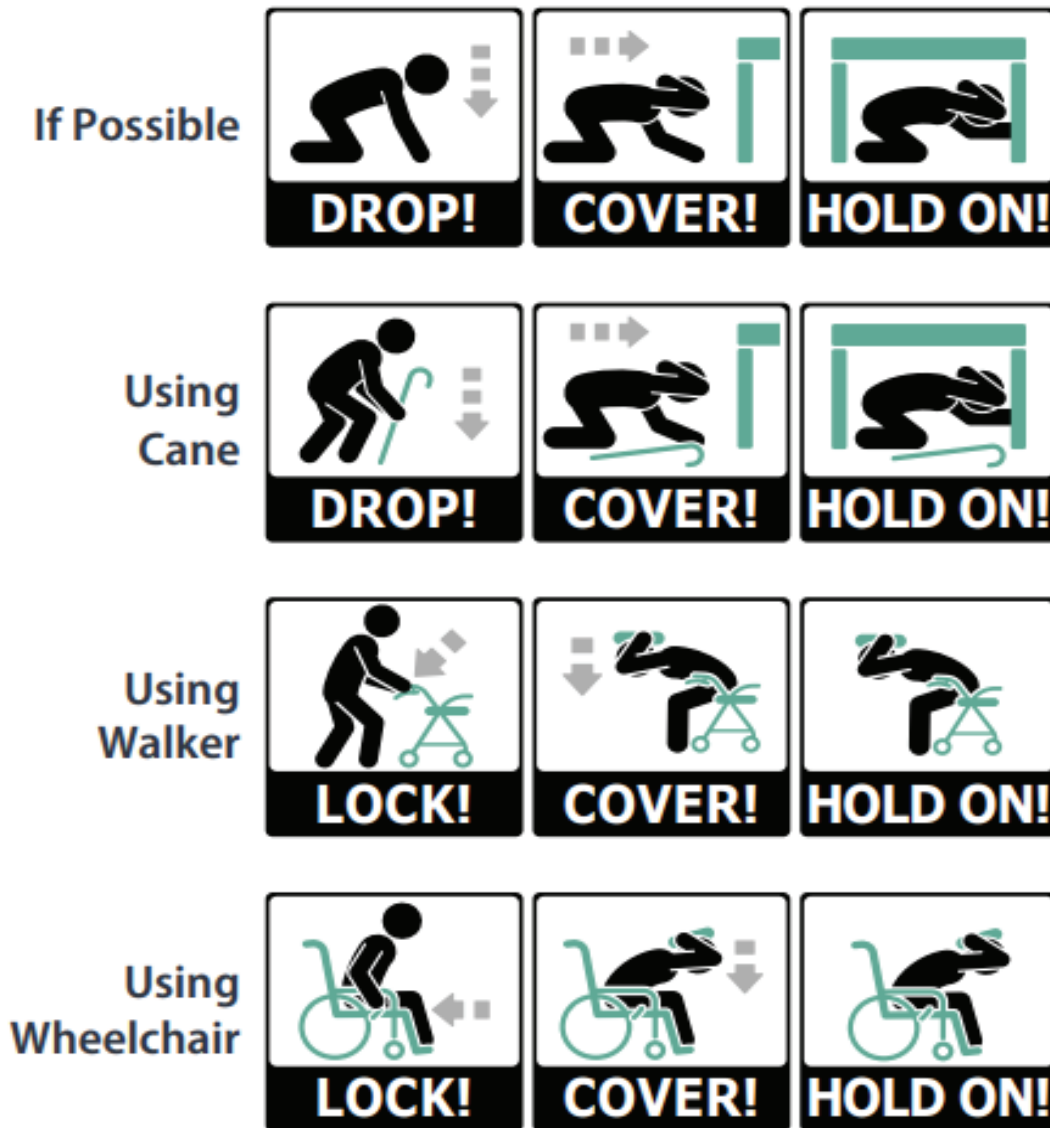 If Possible
DROP!
COVER!
HOLD ON!
Using
Cane
DROP!
COVER!
HOLD ON!
Using
Walker
LOCK!
COVER!
HOLD ON!
Using
Wheelchair
LOCK!
COVER!
HOLD ON!